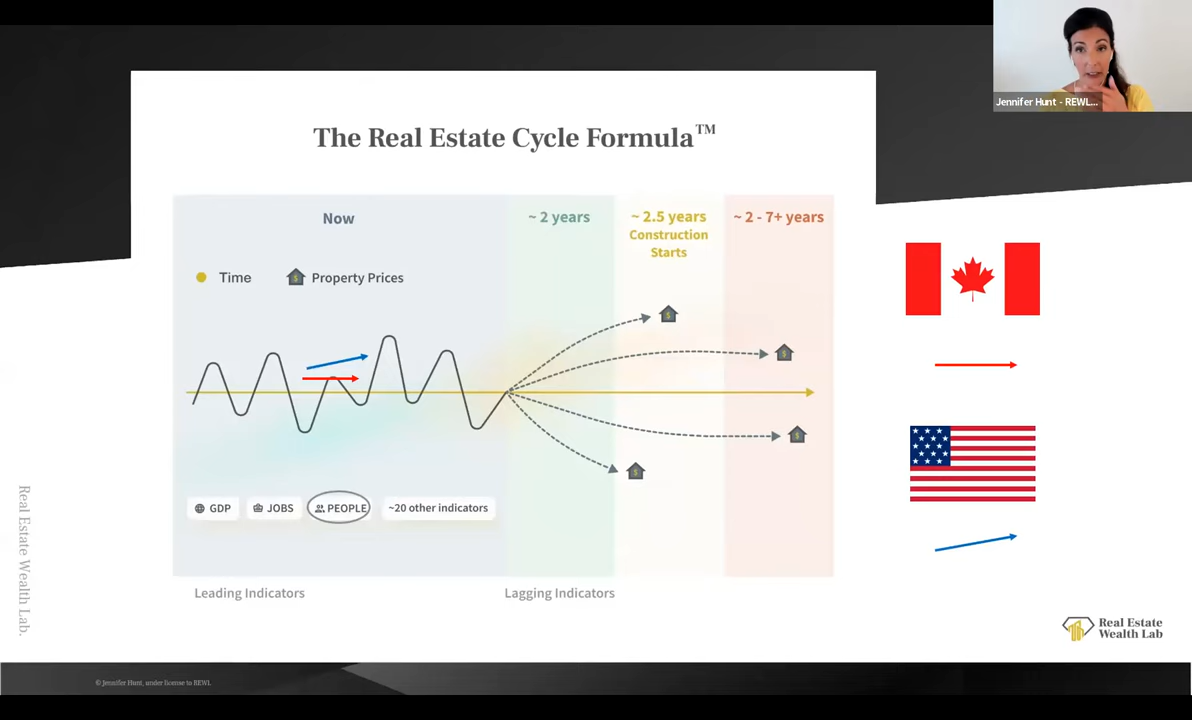 Jennifer Hunt - REWL...
The Real Estate Cycle Formula™
Now
~ 2 years
~ 2.5 years
Construction
Starts
~ 2 - 7+ years
Time
Property Prices
GDP
JOBS
PEOPLE
~20 other indicators
Leading Indicators
Lagging Indicators
Real Estate Wealth Lab.
Real Estate
Wealth Lab
© Jennifer Hunt, under license to REWL